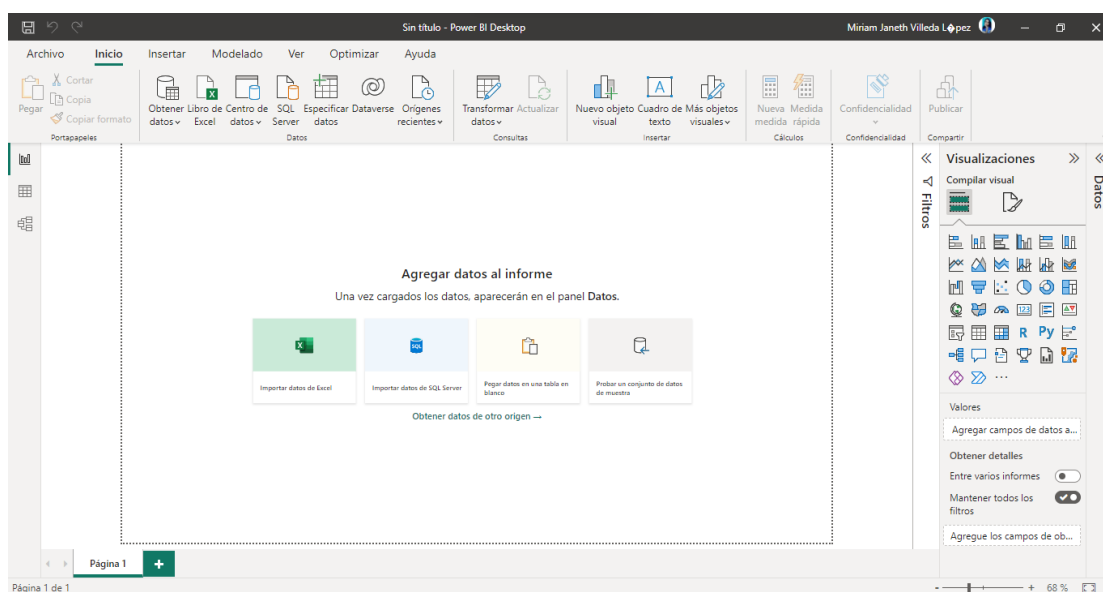 Sin título - Power BI Desktop
Miriam Janeth Villeda L�pez
Archivo Inicio Insertar Modelado Ver Optimizar Ayuda
Pegar
Cortar
Copia
Copiar formato
Portapapeles
Obtener datos
Libro de Excel
Centro de datos
SQL Server
Especificar datos
Dataverse
Orígenes recientes
Datos
Transformar datos
Actualizar
Consultas
Nuevo objeto visual
Cuadro de texto
Más objetos visuales
Insertar
Nueva medida
Medida rápida
Cálculos
Confidencialidad
Confidencialidad
Publicar
Compartir
Agregar datos al informe
Una vez cargados los datos, aparecerán en el panel Datos.
X
SQL
Importar datos de Excel
Importar datos de SQL Server
Pegar datos en una tabla en
blanco
Probar un conjunto de datos
de muestra
Obtener datos de otro origen →
Filtros
Visualizaciones
Compilar visual
123
R Py
Valores
Agregar campos de datos a...
Obtener detalles
Entre varios informes
Mantener todos los
filtros
Agregue los campos de ob...
Datos
Página 1
+
Página 1 de 1
- + 68 %